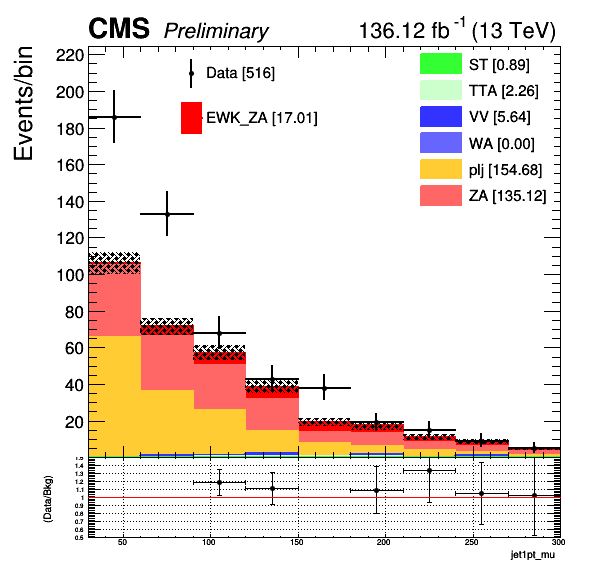 CMS Preliminary 136.12 fb⁻¹ (13 TeV)
Events/bin
220
200
180
160
140
120
100
80
60
40
20
Data [516]
EWK_ZA [17.01]
ST [0.89]
TTA [2.26]
VV [5.64]
WA [0.00]
plj [154.68]
ZA [135.12]
(Data/Bkg)
1.5
1.4
1.3
1.2
1.1
1
0.9
0.8
0.7
0.6
0.5
50 100 150 200 250 300
jet1pt_mu